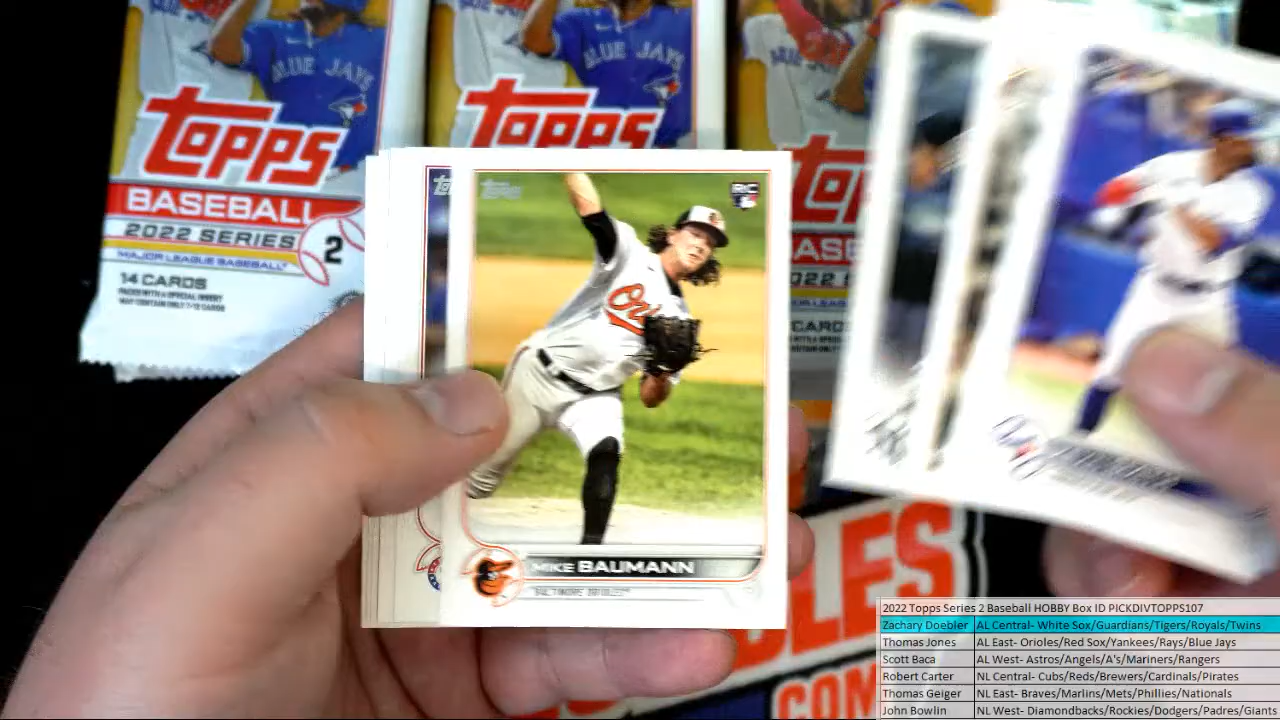 BLUE JAYS
BLUE JAYS
TOPPS
TOPPS
BASEBALL
2022 SERIES 2
MAJOR LEAGUE BASEBALL
14 CARDS
RC
Ori
MIKE BAUMANN
BALTIMORE ORIOLES
2022 Topps Series 2 Baseball HOBBY Box ID PICKDIVTOPPS107
Zachary Doebler AL Central- White Sox/Guardians/Tigers/Royals/Twins
Thomas Jones AL East- Orioles/Red Sox/Yankees/Rays/Blue Jays
Scott Baca AL West- Astros/Angels/A's/Mariners/Rangers
Robert Carter NL Central- Cubs/Reds/Brewers/Cardinals/Pirates
Thomas Geiger NL East- Braves/Marlins/Mets/Phillies/Nationals
John Bowlin NL West- Diamondbacks/Rockies/Dodgers/Padres/Giants